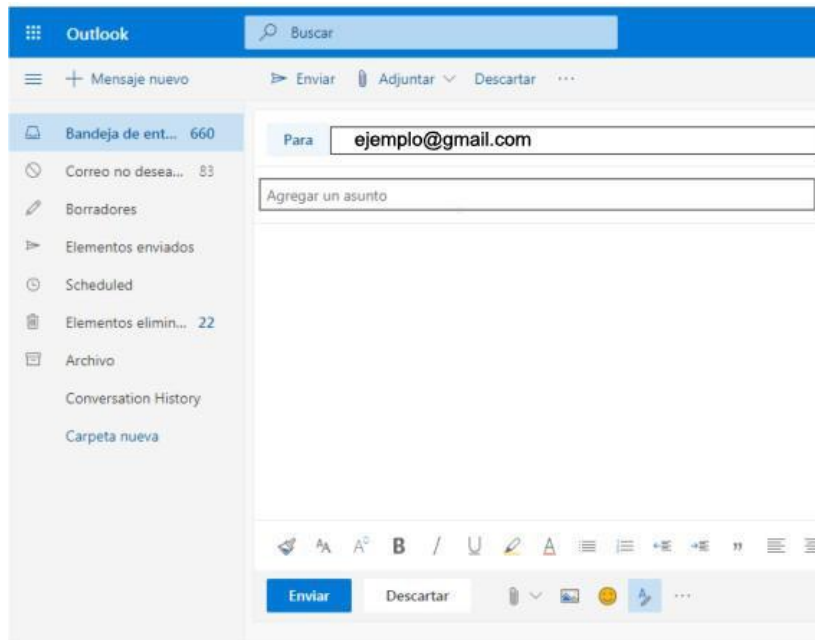 Outlook
Buscar
Mensaje nuevo
Enviar
Adjuntar
Descartar
...
Bandeja de ent... 660
Correo no desea... 83
Borradores
Elementos enviados
Scheduled
Elementos elimin... 22
Archivo
Conversation History
Carpeta nueva
Para
ejemplo@gmail.com
Agregar un asunto
Enviar
Descartar
...